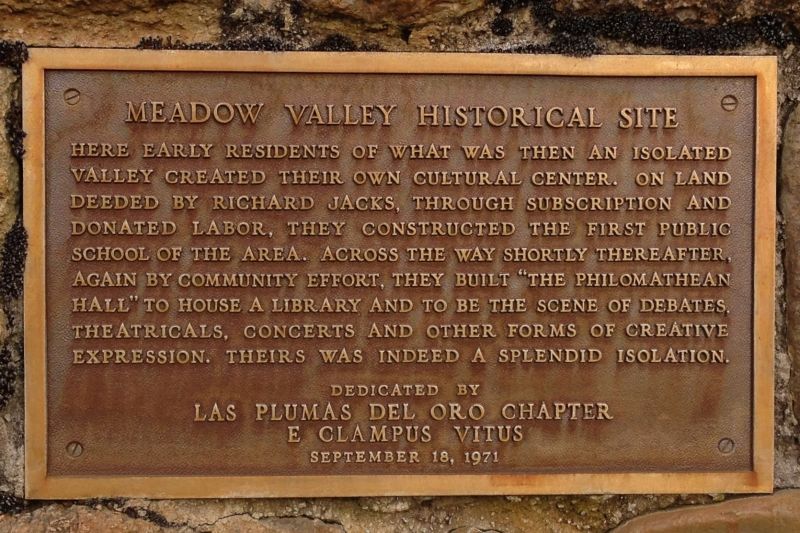 MEADOW VALLEY HISTORICAL SITE
HERE EARLY RESIDENTS OF WHAT WAS THEN AN ISOLATED
VALLEY CREATED THEIR OWN CULTURAL CENTER. ON LAND
DEEDED BY RICHARD JACKS, THROUGH SUBSCRIPTION AND
DONATED LABOR, THEY CONSTRUCTED THE FIRST PUBLIC
SCHOOL OF THE AREA. ACROSS THE WAY SHORTLY THEREAFTER,
AGAIN BY COMMUNITY EFFORT, THEY BUILT "THE PHILOMATHEAN
HALL" TO HOUSE A LIBRARY AND TO BE THE SCENE OF DEBATES,
THEATRICALS, CONCERTS AND OTHER FORMS OF CREATIVE
EXPRESSION. THEIRS WAS INDEED A SPLENDID ISOLATION.
DEDICATED BY
LAS PLUMAS DEL ORO CHAPTER
E CLAMPUS VITUS
SEPTEMBER 18, 1971